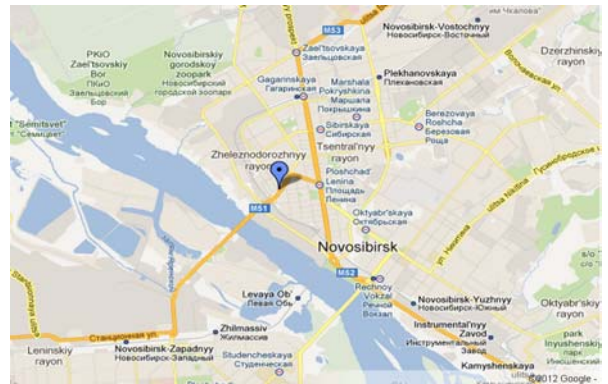 Novosibirsk-Vostochnyy
Новосибирск-Восточный
им Чкалова"
M53
PKiO
Zael'tsovskiy
Bor
ПКиО
Заельцовский
Бор
Novosibirskiy
gorodskoy
zoopark
Новосибирский
городской зоопарк
Zael'tsovskaya
Заельцовская
Dzerzhinskiy
rayon
Gagarinskaya
Гагаринская
Marshala
Pokryshkina
Маршала
Покрышкина
Plekhanovskaya
Плехановская
Sibirskaya
Сибирская
Berezovaya
Roshcha
Березовая
Роща
"Semitsvet"
"Семицвет"
Zheleznodorozhnyy
rayon
Tsentral'nyy
rayon
Ploshchad'
Lenina
Площадь
Ленина
M51
Oktyabr'skaya
Октябрьская
Novosibirsk
M52
Rechnoy
Vokzal
Речной
Вокзал
Levaya Ob'
Левая Обь
Novosibirsk-Yuzhnyy
Новосибирск-Южный
Oktyabr'skiy
rayon
Zhilmassiv
Жилмассив
Станционная ул.
Leninskiy
rayon
Novosibirsk-Zapadnyy
Новосибирск-Западный
Studencheskaya
Студенческая
Instrumental'nyy
Zavod
Инструментальный
Завод
park
Inyushenskiy
парк
Инюшенский
Kamyshenskaya
©2012 Google -